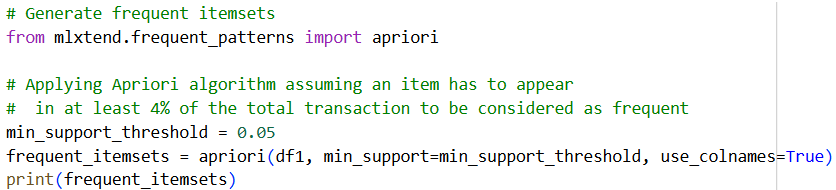 # Generate frequent itemsets
from mlxtend.frequent_patterns import apriori
# Applying Apriori algorithm assuming an item has to appear
#  in at least 4% of the total transaction to be considered as frequent
min_support_threshold = 0.05
frequent_itemsets = apriori(df1, min_support=min_support_threshold, use_colnames=True)
print(frequent_itemsets)